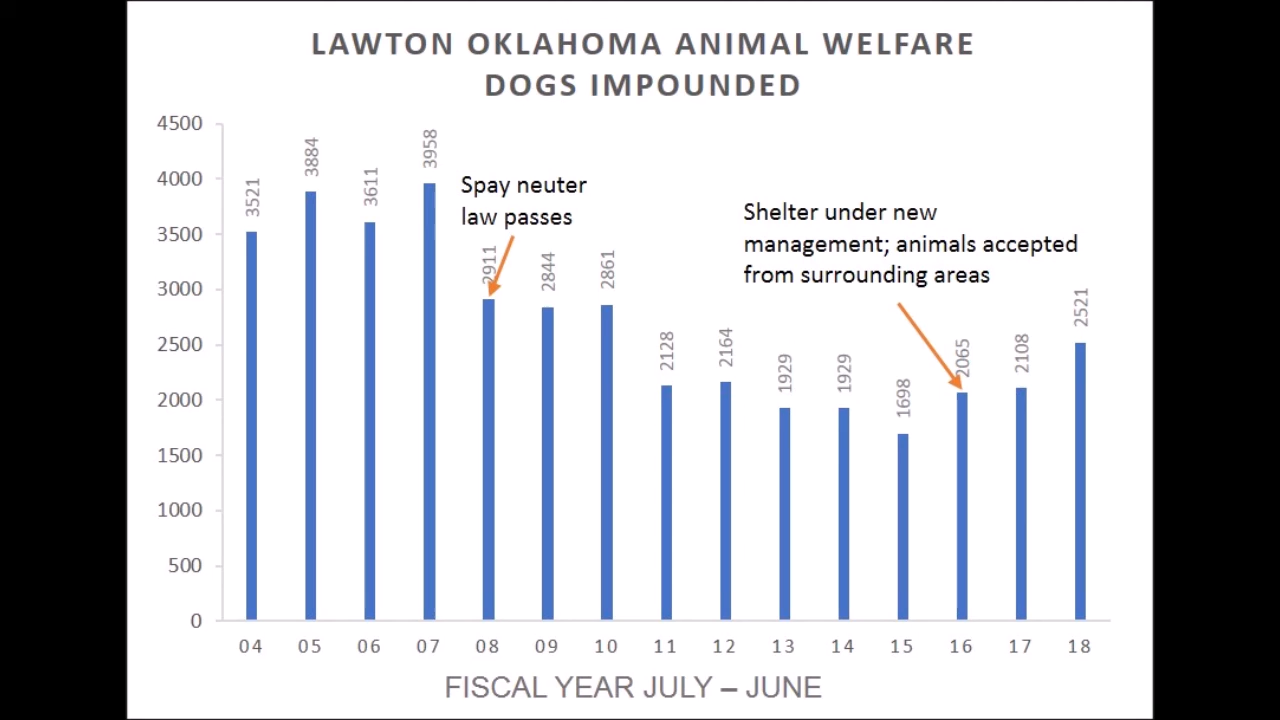 LAWTON OKLAHOMA ANIMAL WELFARE
DOGS IMPOUNDED
4500
4000
3500
3000
2500
2000
1500
1000
500
0
3521
3884
3611
3958
2911
2844
2861
2128
2164
1929
1929
1698
2065
2108
2521
Spay neuter
law passes
Shelter under new
management; animals accepted
from surrounding areas
04 05 06 07 08 09 10 11 12 13 14 15 16 17 18
FISCAL YEAR JULY – JUNE